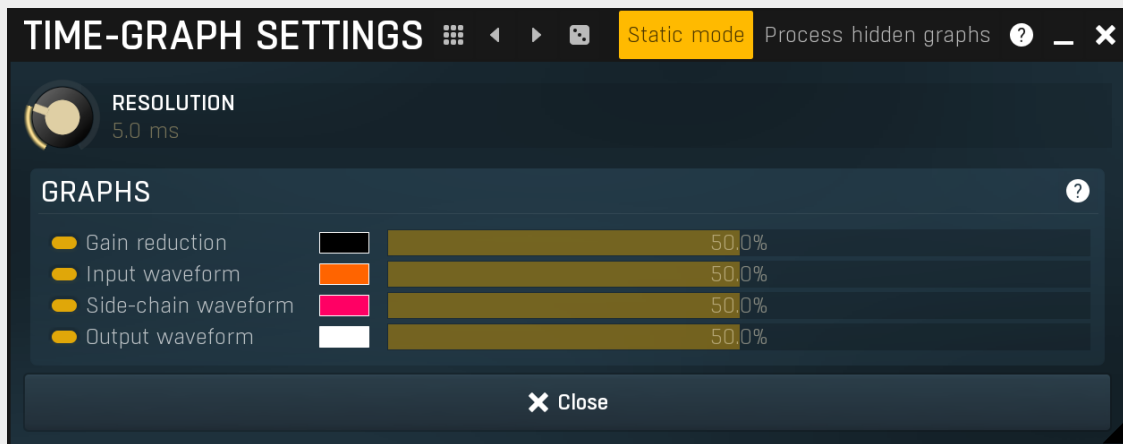 TIME-GRAPH SETTINGS Static mode Process hidden graphs ?
RESOLUTION
5.0 ms
GRAPHS ?
Gain reduction 50.0%
Input waveform 50.0%
Side-chain waveform 50.0%
Output waveform 50.0%
Close